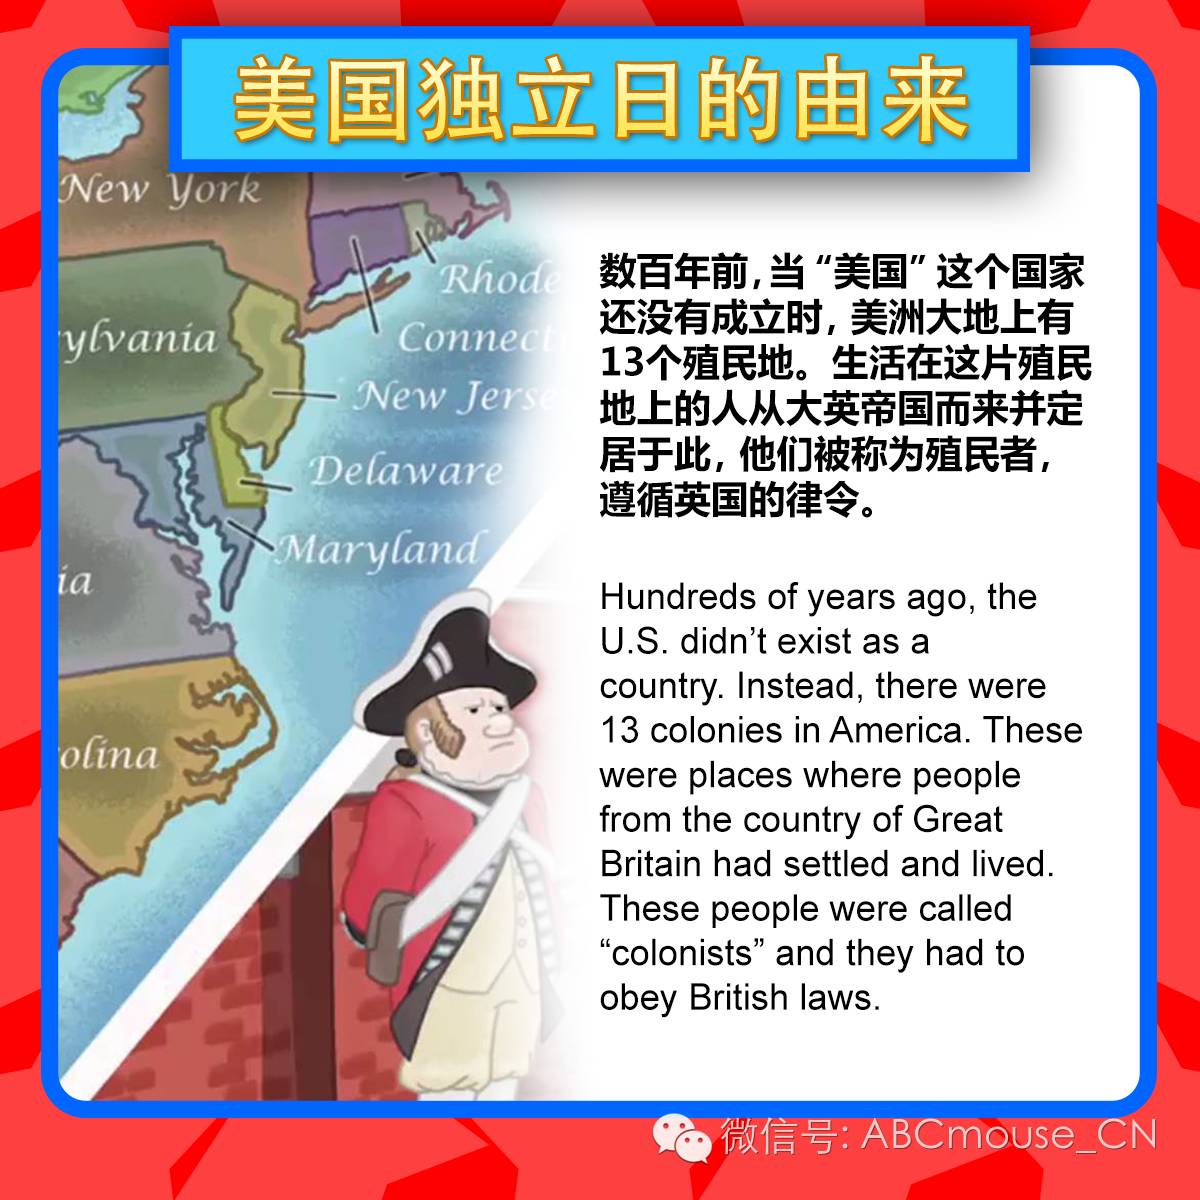 美国独立日的由来
New York
Rhode
Connect
ylvania
New Jerse
Delaware
Maryland
ia
olina
数百年前，当“美国”这个国家
还没有成立时，美洲大地上有
13个殖民地。生活在这片殖民
地上的人从大英帝国而来并定
居于此，他们被称为殖民者，
遵循英国的律令。
Hundreds of years ago, the
U.S. didn’t exist as a
country. Instead, there were
13 colonies in America. These
were places where people
from the country of Great
Britain had settled and lived.
These people were called
“colonists” and they had to
obey British laws.
微信号: ABCmouse_CN